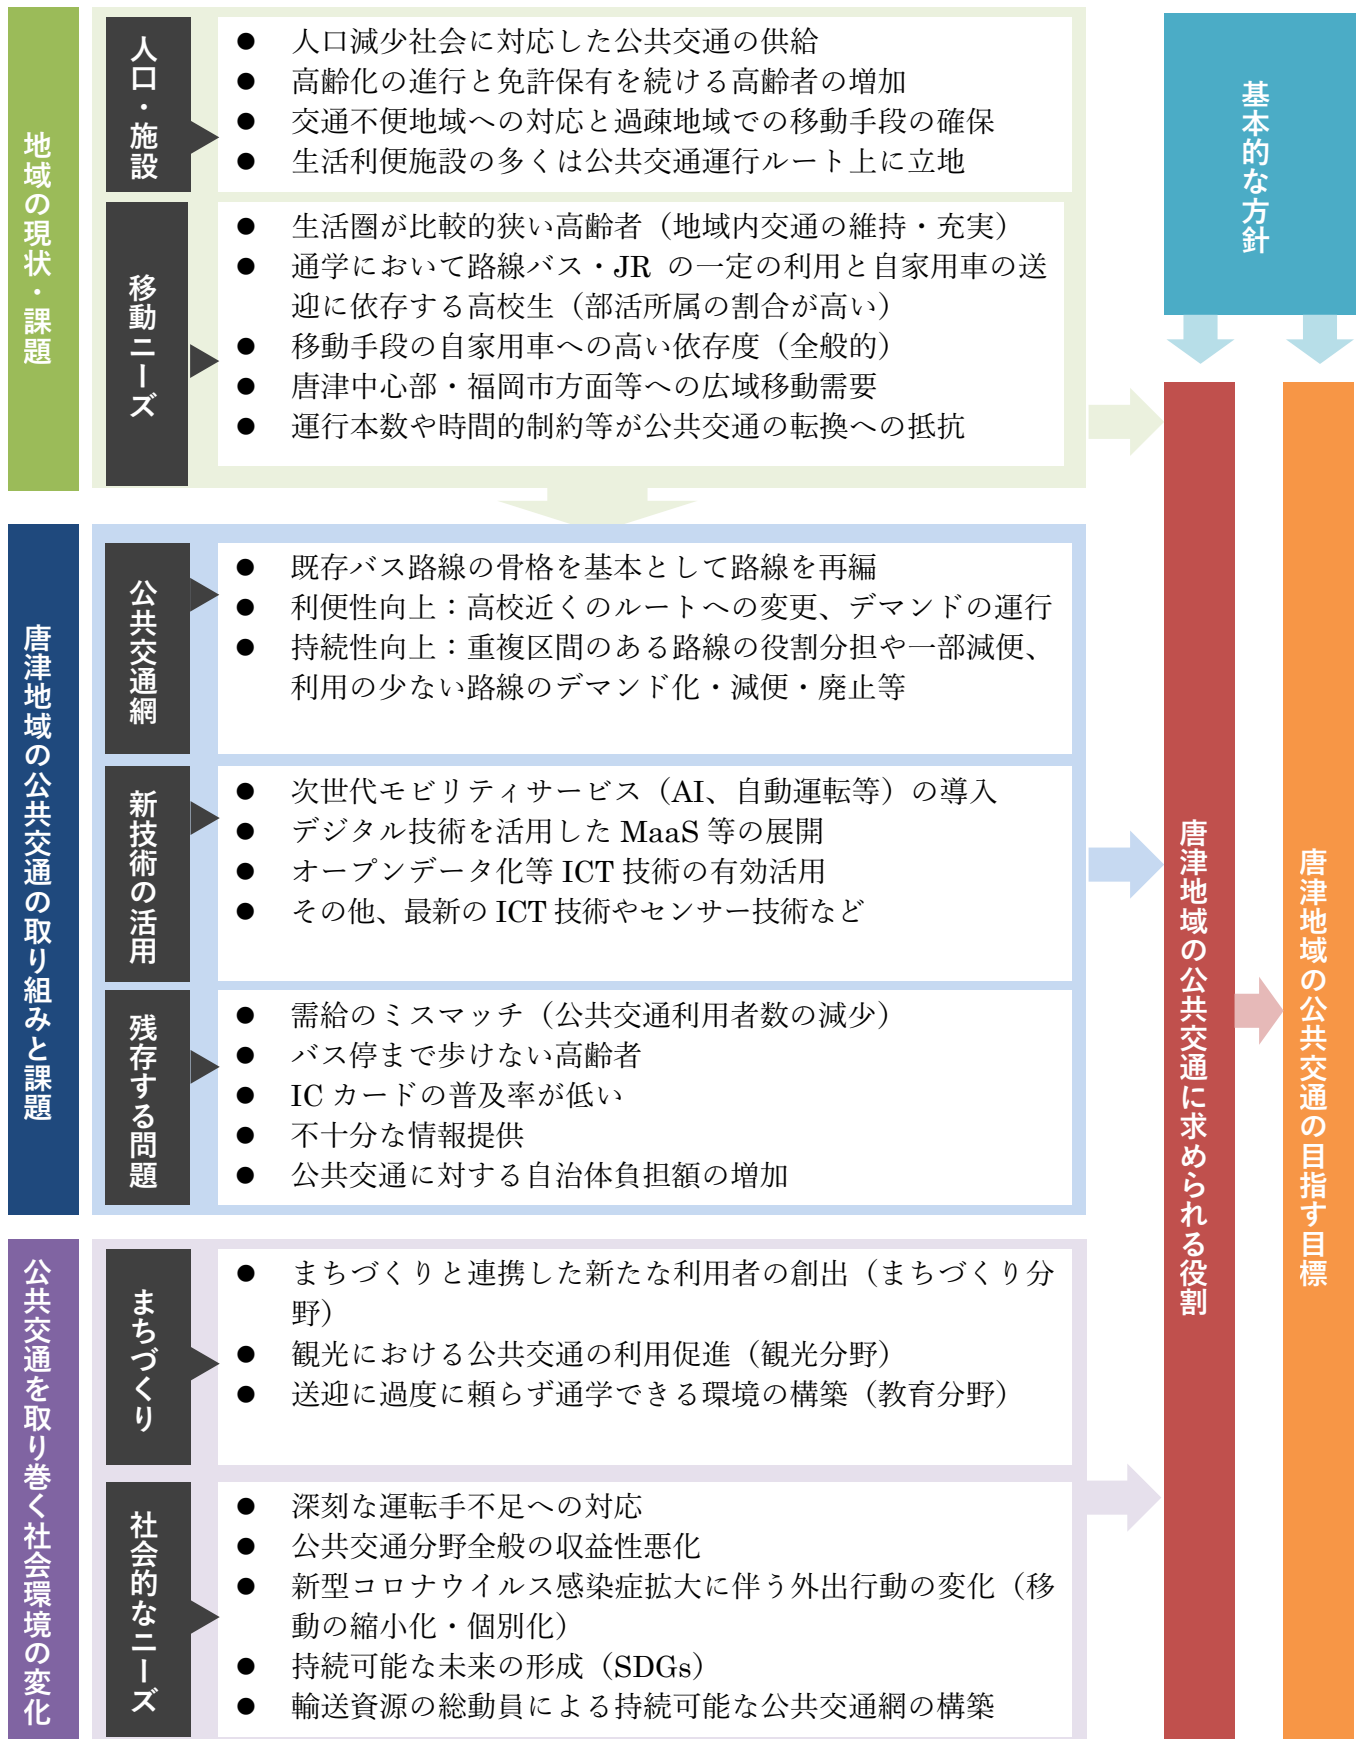 地域の現状・課題
人口・施設
● 人口減少社会に対応した公共交通の供給
● 高齢化の進行と免許保有を続ける高齢者の増加
● 交通不便地域への対応と過疎地域での移動手段の確保
● 生活利便施設の多くは公共交通運行ルート上に立地
移動ニーズ
● 生活圏が比較的狭い高齢者（地域内交通の維持・充実）
● 通学において路線バス・JR の一定の利用と自家用車の送
迎に依存する高校生（部活所属の割合が高い）
● 移動手段の自家用車への高い依存度（全般的）
● 唐津中心部・福岡市方面等への広域移動需要
● 運行本数や時間的制約等が公共交通の転換への抵抗
唐津地域の公共交通の取り組みと課題
公共交通網
● 既存バス路線の骨格を基本として路線を再編
● 利便性向上：高校近くのルートへの変更、デマンドの運行
● 持続性向上：重複区間のある路線の役割分担や一部減便、
利用の少ない路線のデマンド化・減便・廃止等
新技術の活用
● 次世代モビリティサービス（AI、自動運転等）の導入
● デジタル技術を活用した MaaS 等の展開
● オープンデータ化等 ICT 技術の有効活用
● その他、最新の ICT 技術やセンサー技術など
残存する問題
● 需給のミスマッチ（公共交通利用者数の減少）
● バス停まで歩けない高齢者
● IC カードの普及率が低い
● 不十分な情報提供
● 公共交通に対する自治体負担額の増加
公共交通を取り巻く社会環境の変化
まちづくり
● まちづくりと連携した新たな利用者の創出（まちづくり分
野）
● 観光における公共交通の利用促進（観光分野）
● 送迎に過度に頼らず通学できる環境の構築（教育分野）
社会的なニーズ
● 深刻な運転手不足への対応
● 公共交通分野全般の収益性悪化
● 新型コロナウイルス感染症拡大に伴う外出行動の変化（移
動の縮小化・個別化）
● 持続可能な未来の形成（SDGs）
● 輸送資源の総動員による持続可能な公共交通網の構築
基本的な方針
唐津地域の公共交通に求められる役割
唐津地域の公共交通の目指す目標